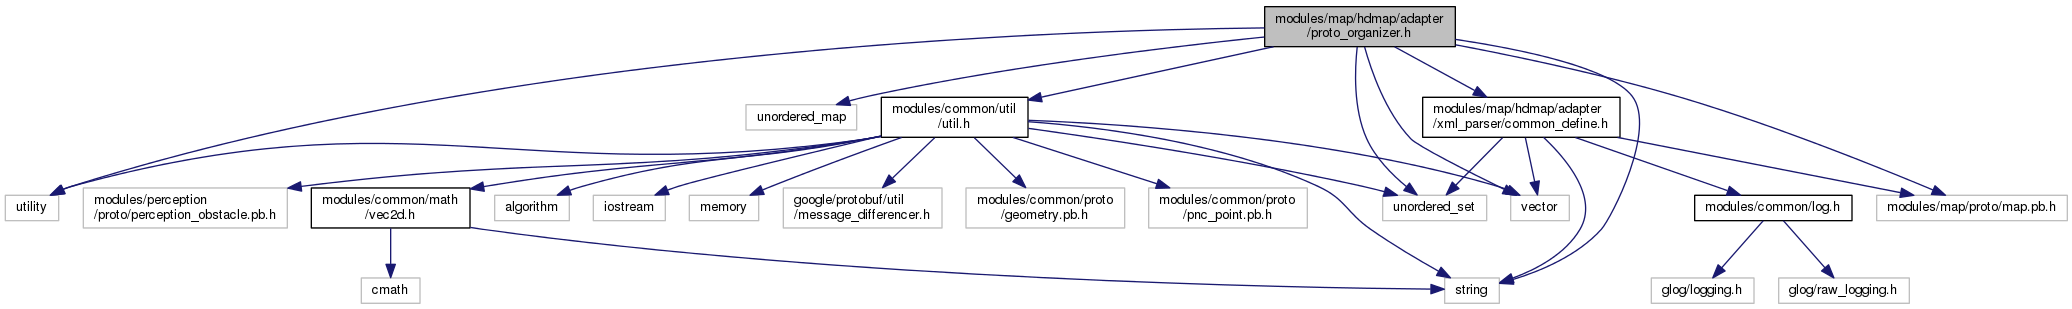 modules/map/hdmap/adapter
/proto_organizer.h
unordered_map
modules/common/util
/util.h
modules/map/hdmap/adapter
/xml_parser/common_define.h
utility
modules/perception
/proto/perception_obstacle.pb.h
modules/common/math
/vec2d.h
algorithm
iostream
memory
google/protobuf/util
/message_differencer.h
modules/common/proto
/geometry.pb.h
modules/common/proto
/pnc_point.pb.h
unordered_set
vector
modules/common/log.h
modules/map/proto/map.pb.h
cmath
string
glog/logging.h
glog/raw_logging.h